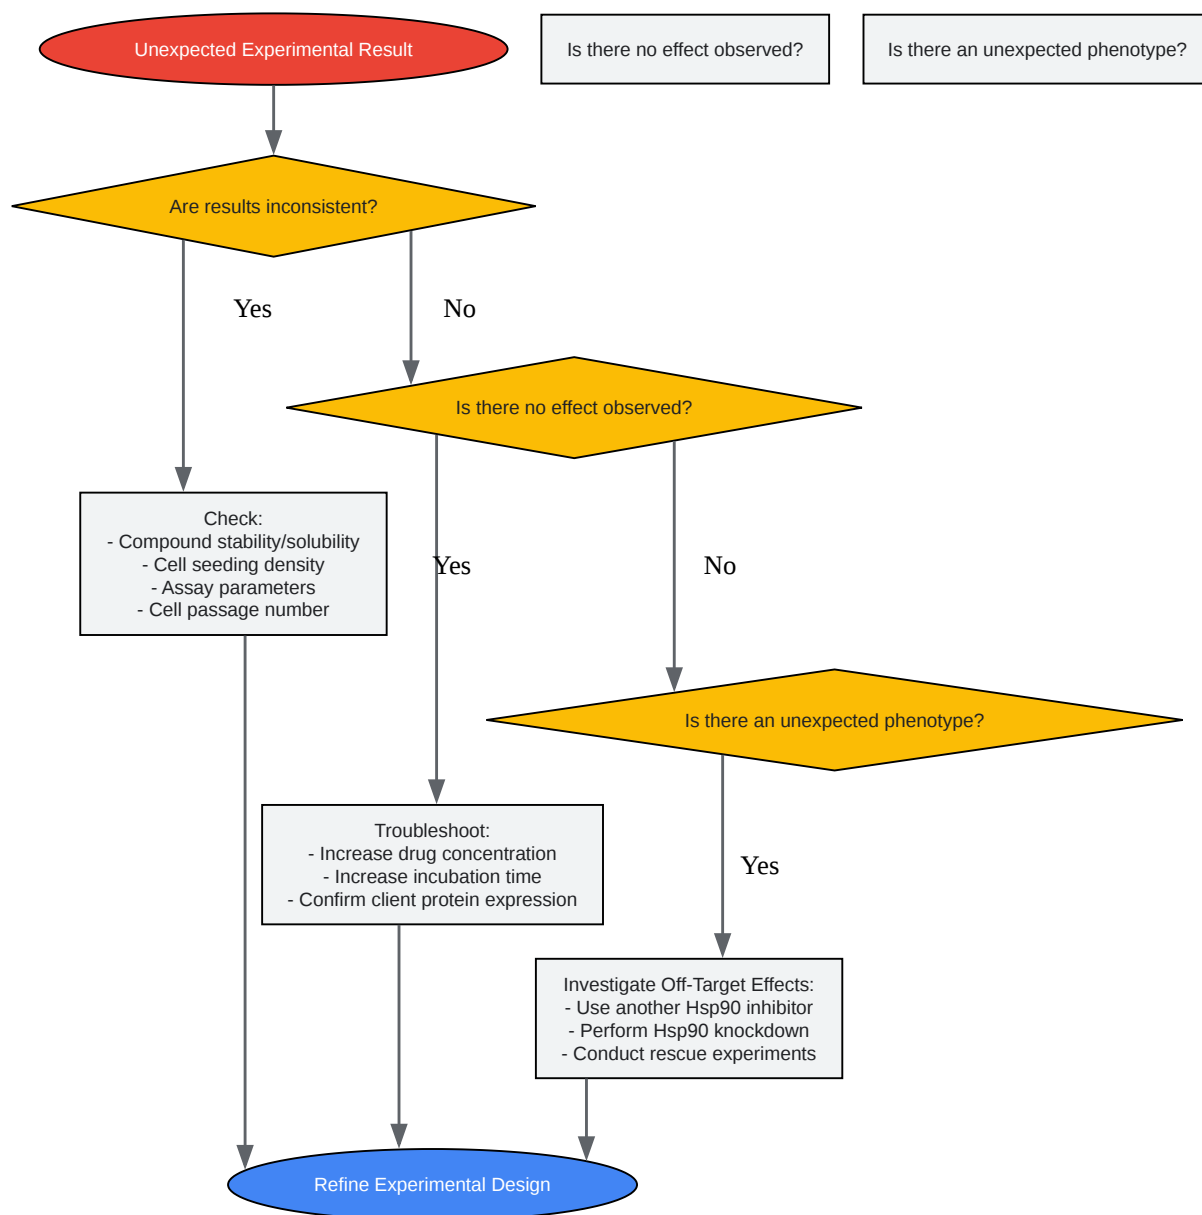 Unexpected Experimental Result
Is there no effect observed?
Is there an unexpected phenotype?
Are results inconsistent?
Yes
No
Is there no effect observed?
Check:
- Compound stability/solubility
- Cell seeding density
- Assay parameters
- Cell passage number
Yes
No
Is there an unexpected phenotype?
Troubleshoot:
- Increase drug concentration
- Increase incubation time
- Confirm client protein expression
Yes
Investigate Off-Target Effects:
- Use another Hsp90 inhibitor
- Perform Hsp90 knockdown
- Conduct rescue experiments
Refine Experimental Design